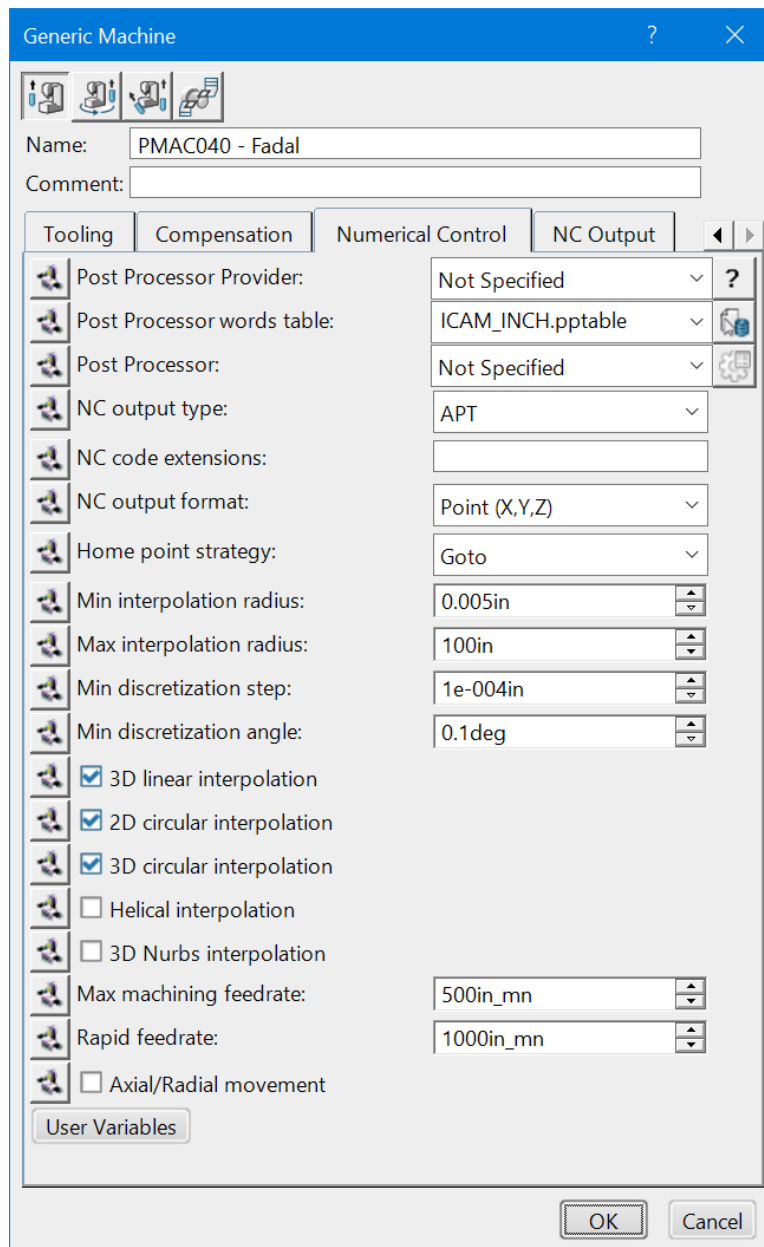 Generic Machine ?
Name: PMAC040 - Fadal
Comment:
Tooling Compensation Numerical Control NC Output
Post Processor Provider: Not Specified ?
Post Processor words table: ICAM_INCH.pptable
Post Processor: Not Specified
NC output type: APT
NC code extensions:
NC output format: Point (X,Y,Z)
Home point strategy: Goto
Min interpolation radius: 0.005in
Max interpolation radius: 100in
Min discretization step: 1e-004in
Min discretization angle: 0.1deg
3D linear interpolation
2D circular interpolation
3D circular interpolation
Helical interpolation
3D Nurbs interpolation
Max machining feedrate: 500in_mn
Rapid feedrate: 1000in_mn
Axial/Radial movement
User Variables
OK Cancel